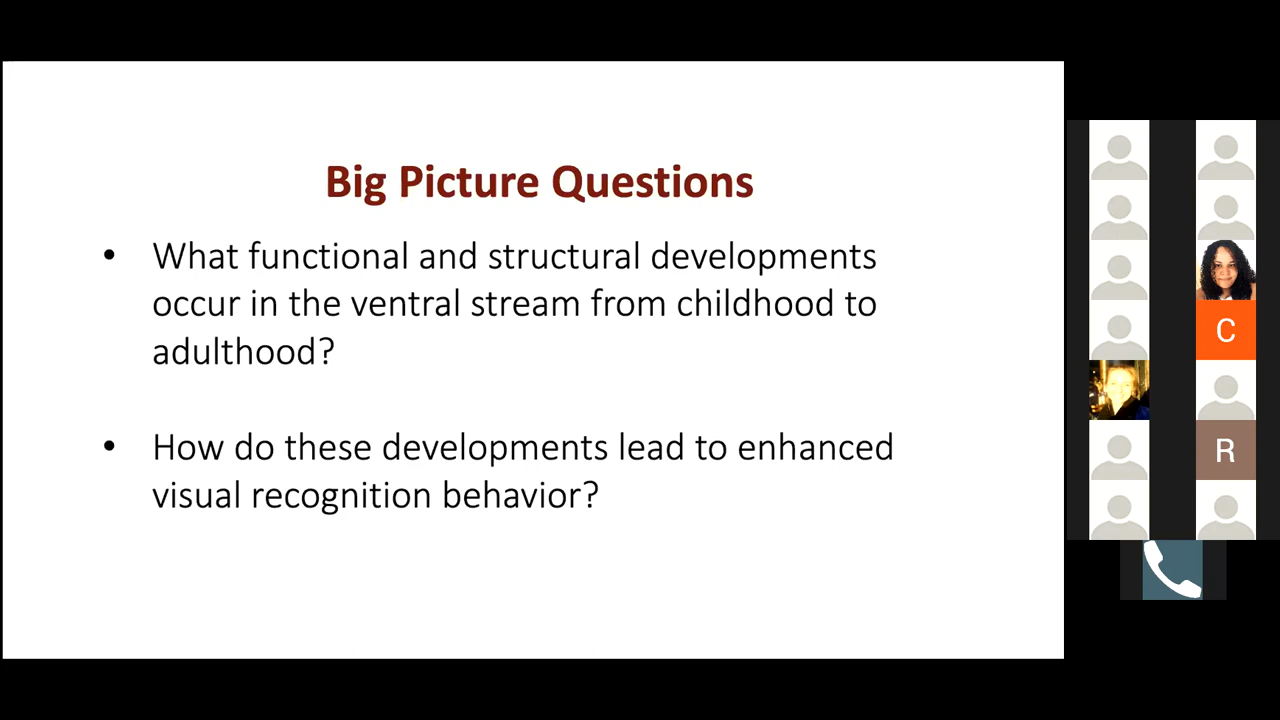 Big Picture Questions
• What functional and structural developments
occur in the ventral stream from childhood to
adulthood?
• How do these developments lead to enhanced
visual recognition behavior?
C
R